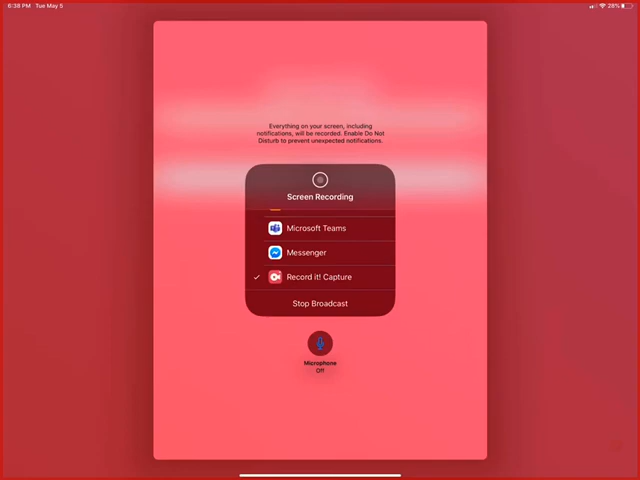 6:38 PM Tue May 5
28%
Everything on your screen, including
notifications, will be recorded. Enable Do Not
Disturb to prevent unexpected notifications.
Screen Recording
Microsoft Teams
Messenger
Record it! Capture
Stop Broadcast
Microphone
Off